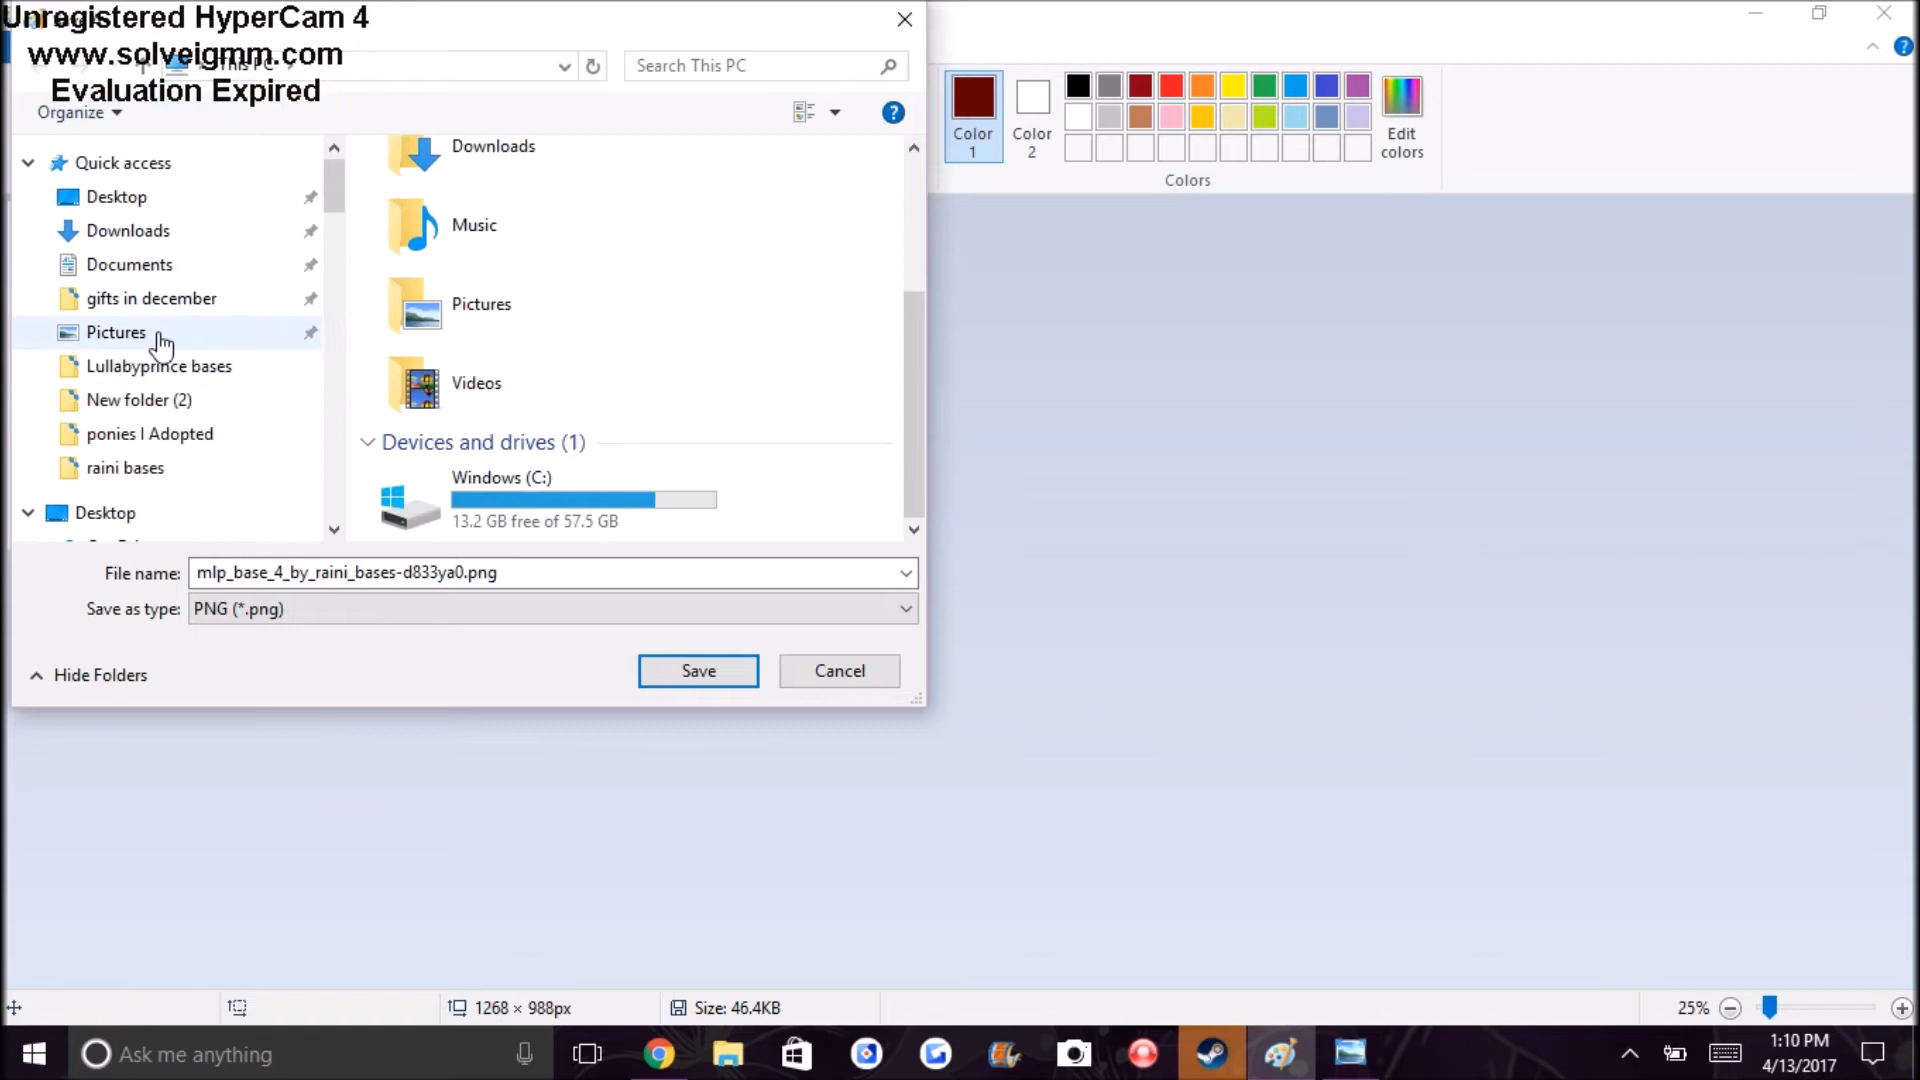 Unregistered HyperCam 4
www.solveigmm.com
Evaluation Expired
This PC
Search This PC
Organize
Quick access
Desktop
Downloads
Documents
gifts in december
Pictures
Lullabyprince bases
New folder (2)
ponies I Adopted
raini bases
Desktop
Downloads
Music
Pictures
Videos
Devices and drives (1)
Windows (C:)
13.2 GB free of 57.5 GB
File name: mlp_base_4_by_raini_bases-d833ya0.png
Save as type: PNG (*.png)
Hide Folders
Save
Cancel
Color
1
Color
2
Edit
colors
Colors
1268 × 988px
Size: 46.4KB
25%
Ask me anything
1:10 PM
4/13/2017